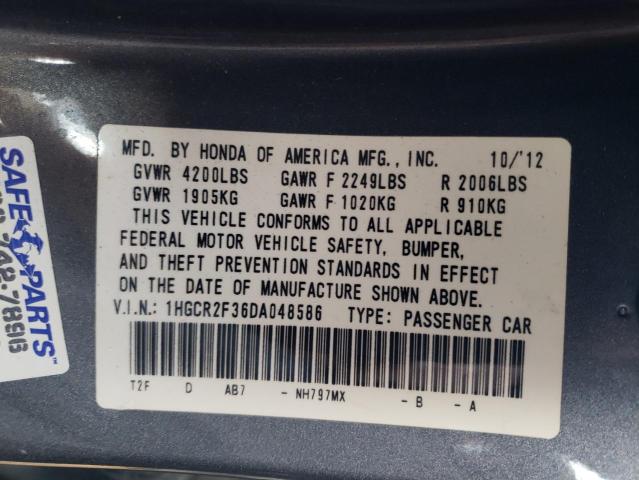 MFD. BY HONDA OF AMERICA MFG., INC. 10/'12
GVWR 4200LBS GAWR F 2249LBS R 2006LBS
GVWR 1905KG GAWR F 1020KG R 910KG
THIS VEHICLE CONFORMS TO ALL APPLICABLE
FEDERAL MOTOR VEHICLE SAFETY, BUMPER,
AND THEFT PREVENTION STANDARDS IN EFFECT
ON THE DATE OF MANUFACTURE SHOWN ABOVE.
V.I.N.: 1HGCR2F36DA048586 TYPE: PASSENGER CAR
T2F D AB7 - NH797MX - B - A
SAFE PARTS™